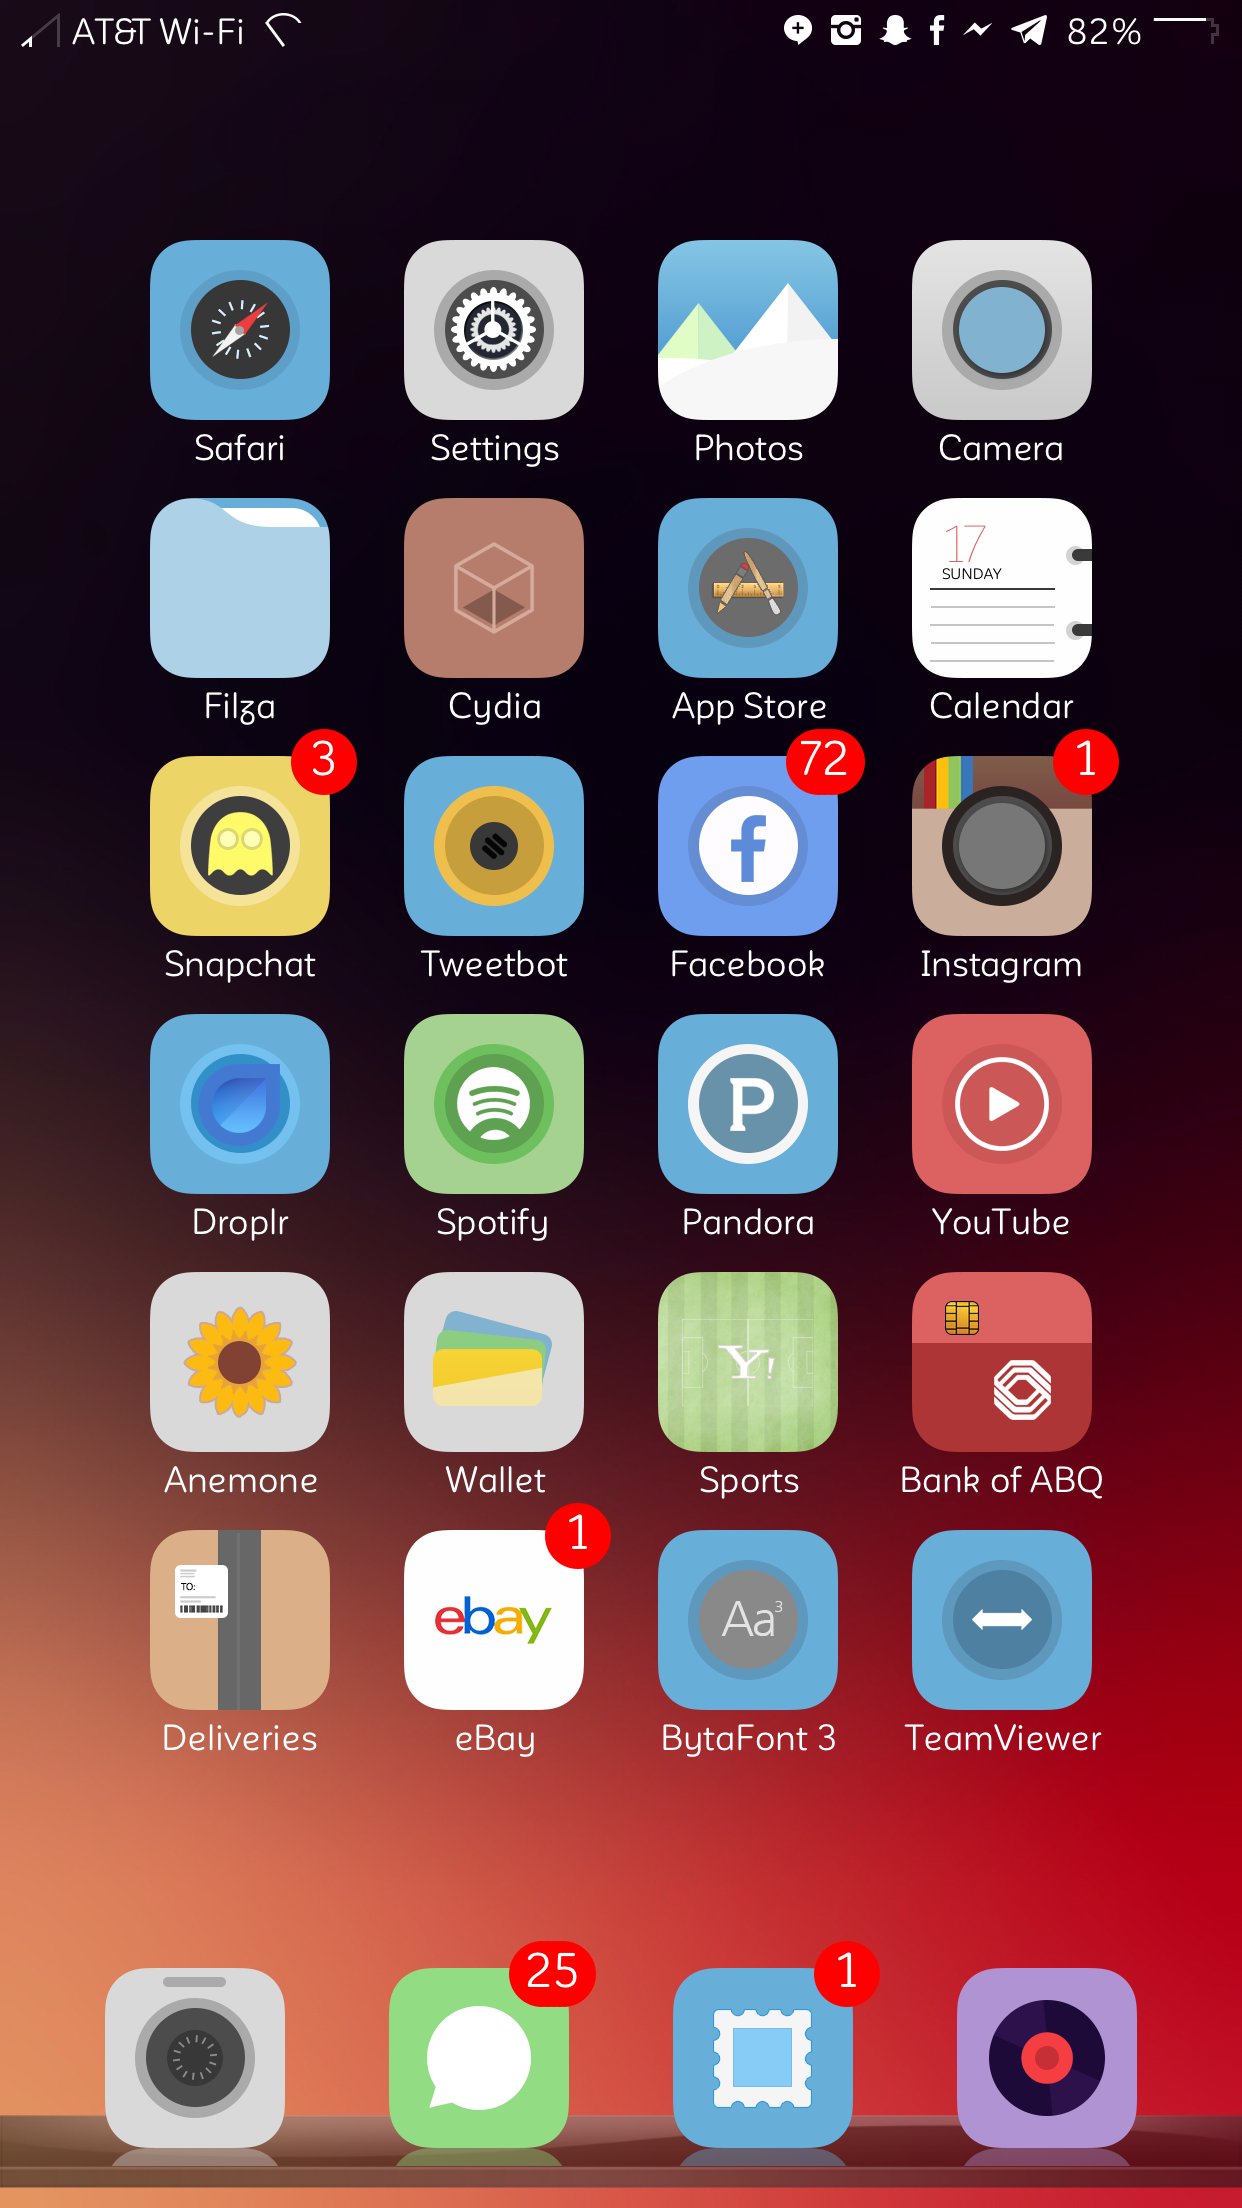 AT&T Wi-Fi 82%
Safari Settings Photos Camera
17
SUNDAY
Filza Cydia App Store Calendar
3 72 1
Snapchat Tweetbot Facebook Instagram
P
Droplr Spotify Pandora YouTube
Y!
Anemone Wallet Sports Bank of ABQ
1
TO:
ebay Aa3
Deliveries eBay BytaFont 3 TeamViewer
25 1